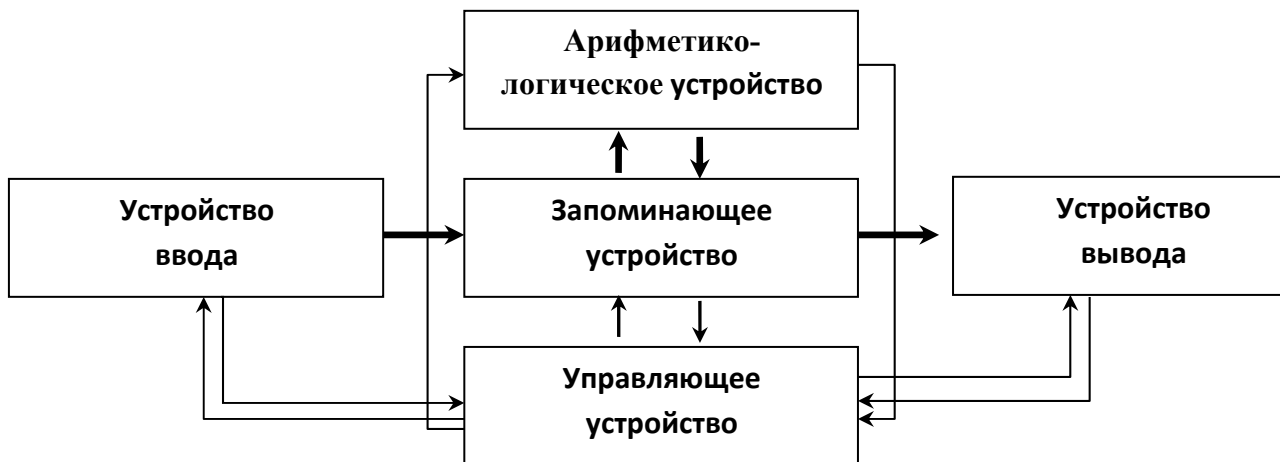 Арифметико-
логическое устройство
Устройство
ввода
Запоминающее
устройство
Устройство
вывода
Управляющее
устройство